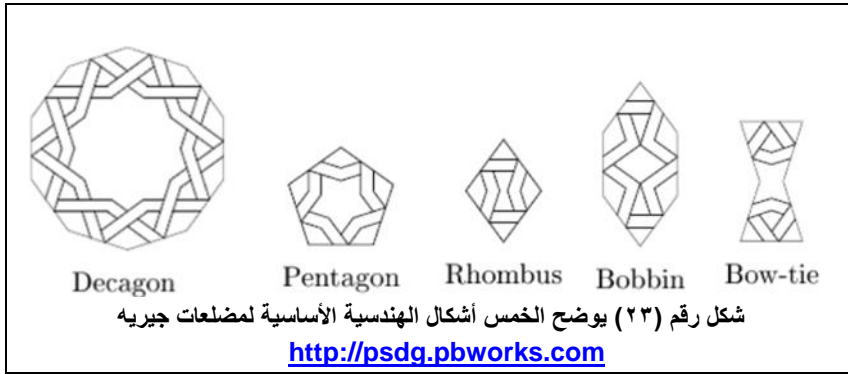 Decagon
Pentagon
Rhombus
Bobbin
Bow-tie
شكل رقم (٢٣) يوضح الخمس أشكال الهندسية الأساسية لمضلعات جيريه
http://psdg.pbworks.com